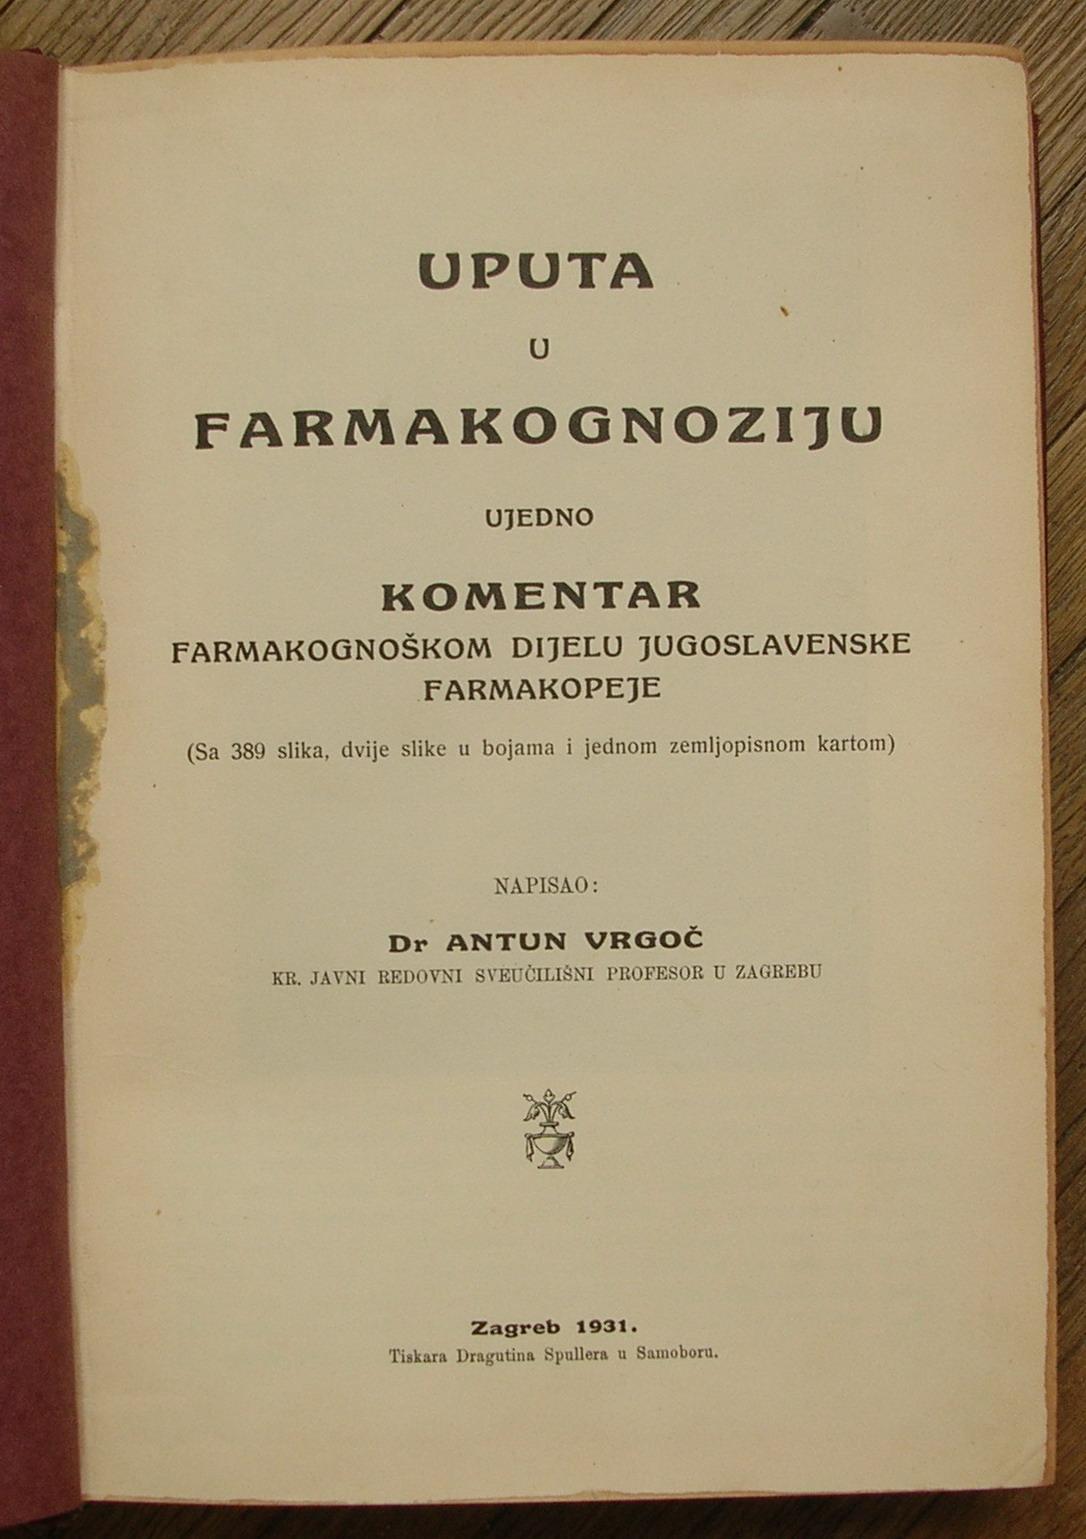 UPUTA
U
FARMAKOGNOZIJU
UJEDNO
KOMENTAR
FARMAKOGNOŠKOM DIJELU JUGOSLAVENSKE
FARMAKOPEJE
(Sa 389 slika, dvije slike u bojama i jednom zemljopisnom kartom)
NAPISAO:
Dr ANTUN VRGOČ
KR. JAVNI REDOVNI SVEUČILIŠNI PROFESOR U ZAGREBU
Zagreb 1931.
Tiskara Dragutina Spullera u Samoboru.